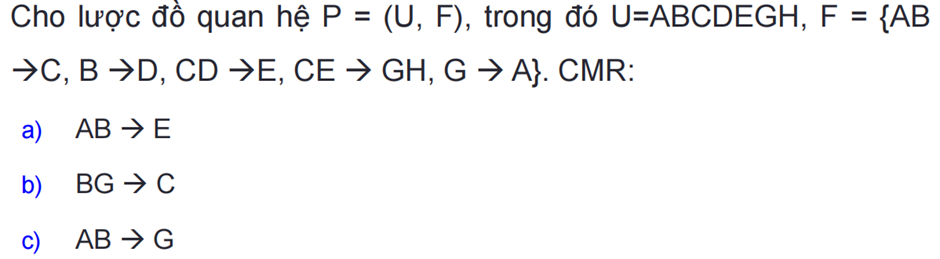 Cho lược đồ quan hệ P = (U, F), trong đó U=ABCDEGH, F = {AB
→C, B →D, CD →E, CE → GH, G → A}. CMR:
a) AB → E
b) BG → C
c) AB → G